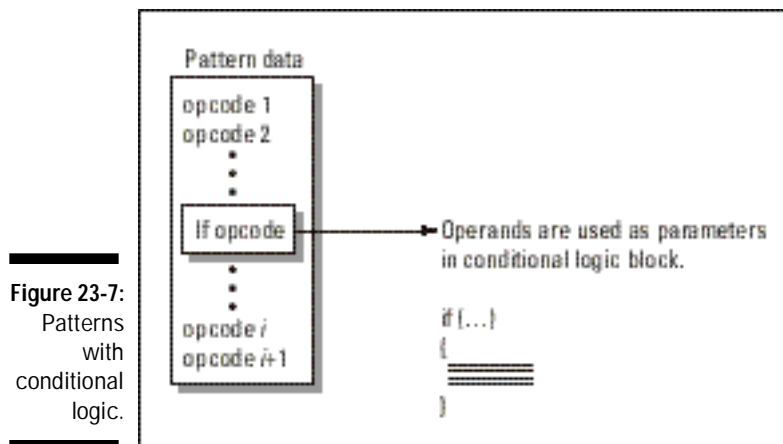 Pattern data
opcode 1
opcode 2
If opcode
opcode i
opcode i+1
Operands are used as parameters
in conditional logic block.
if (...)
{
}
Figure 23-7:
Patterns
with
conditional
logic.